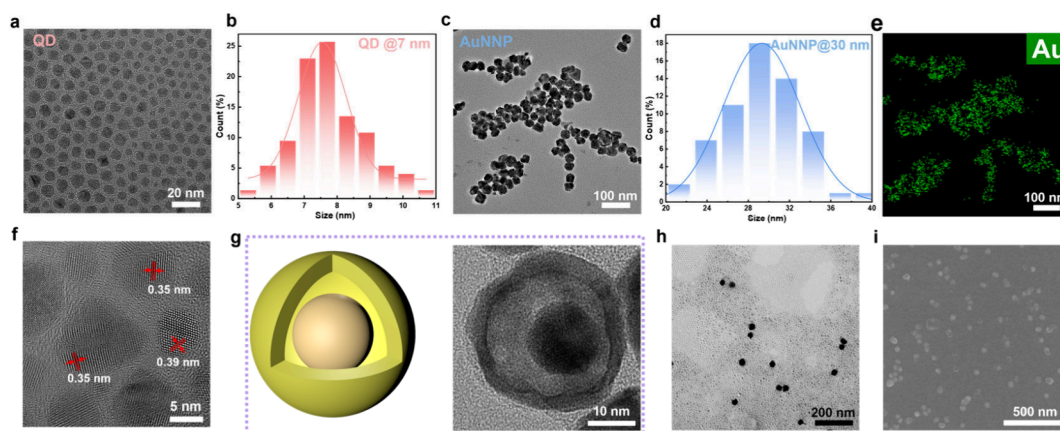 a
QD
20 nm
b
QD @7 nm
Count (%)
25
20
15
10
5
5 6 7 8 9 10 11
Size (nm)
c
AuNNP
100 nm
d
AuNNP@30 nm
Count (%)
18
16
14
12
10
8
6
4
2
20 24 28 32 36 40
Size (nm)
e
Au
100 nm
f
0.35 nm
0.35 nm
0.39 nm
5 nm
g
10 nm
h
200 nm
i
500 nm